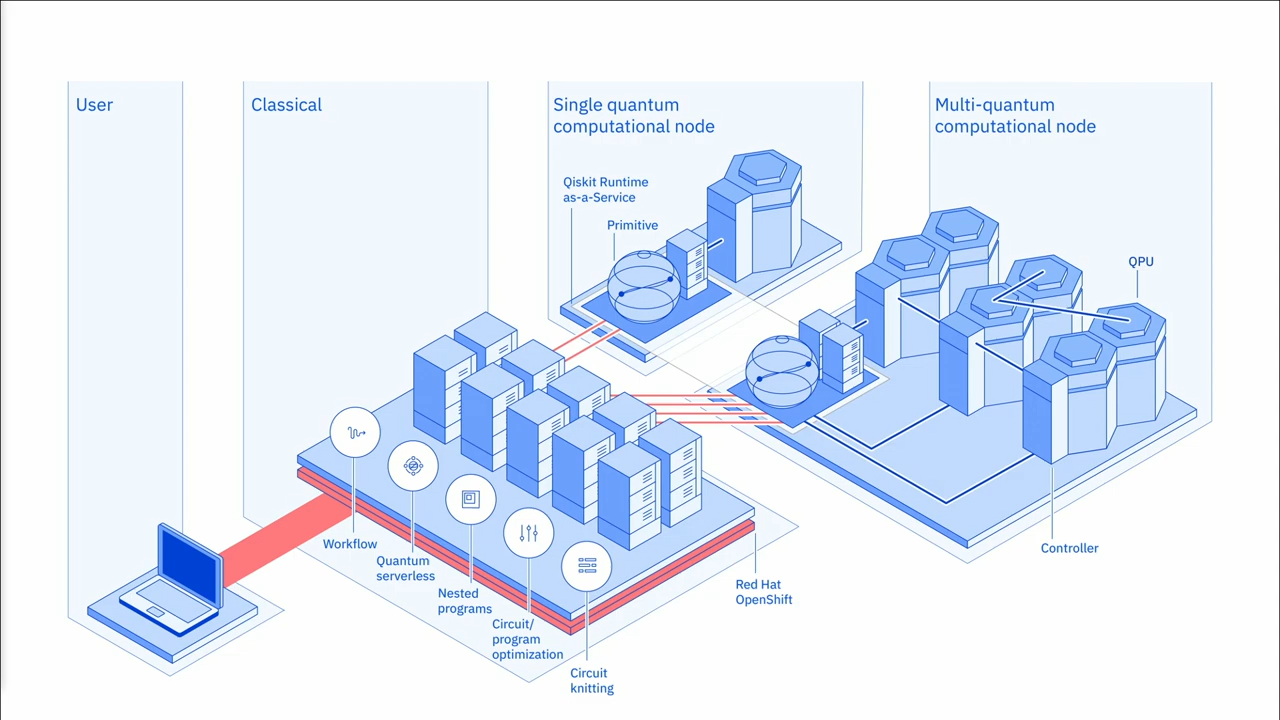 User
Classical
Single quantum
computational node
Multi-quantum
computational node
Qiskit Runtime
as-a-Service
Primitive
QPU
Workflow
Quantum
serverless
Nested
programs
Circuit/
program
optimization
Circuit
knitting
Red Hat
OpenShift
Controller